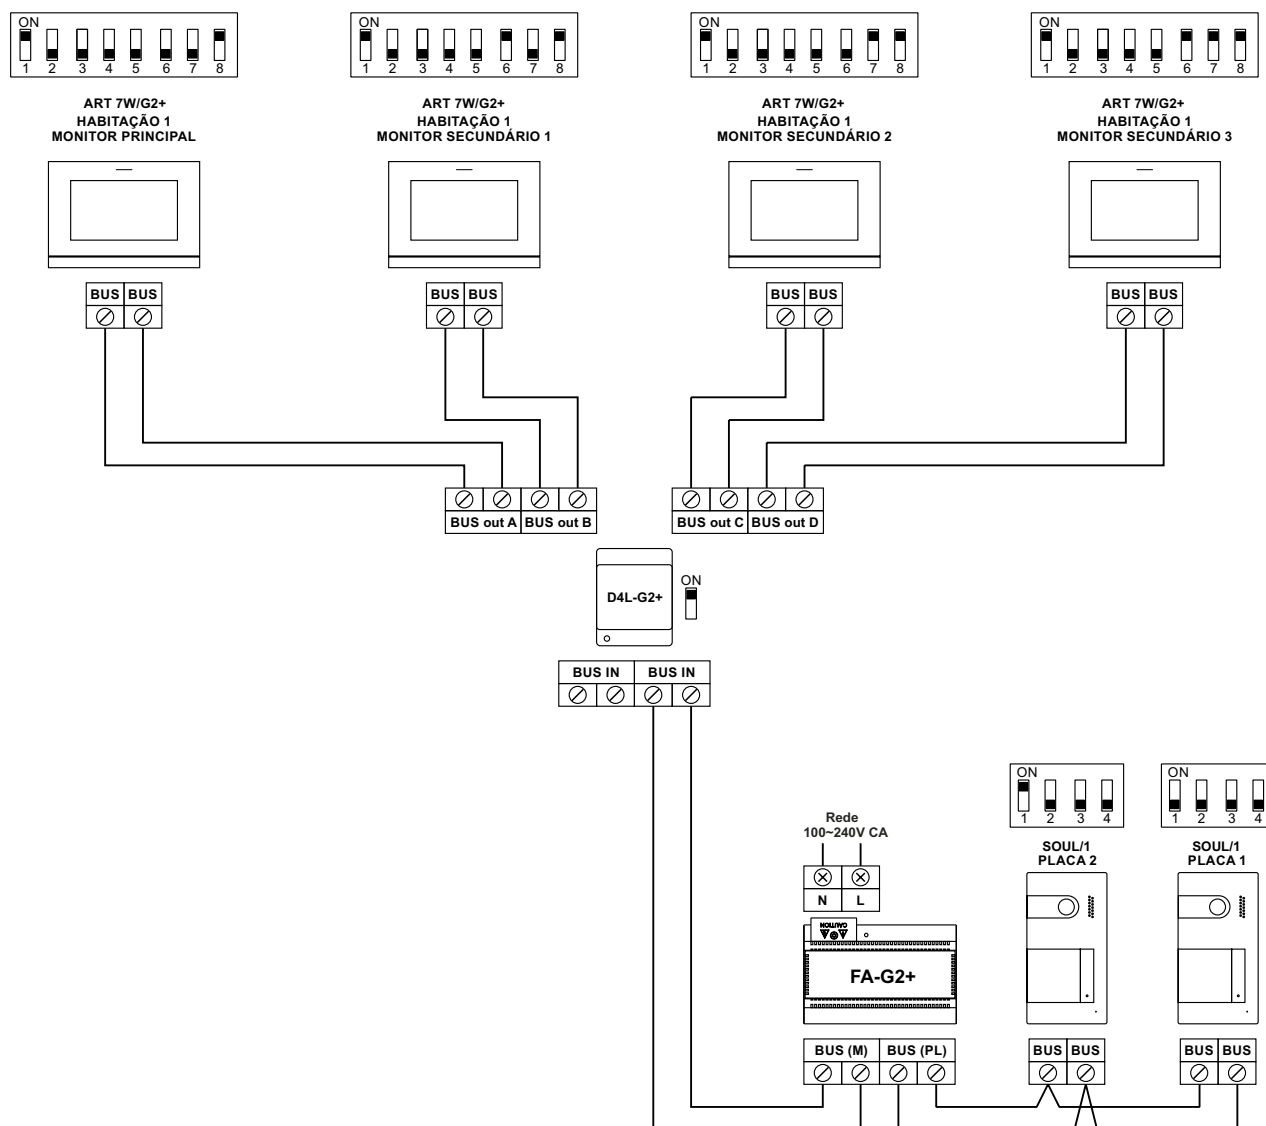 ON ON ON ON
1 2 3 4 5 6 7 8 1 2 3 4 5 6 7 8 1 2 3 4 5 6 7 8 1 2 3 4 5 6 7 8
ART 7W/G2+
HABITAÇÃO 1
MONITOR PRINCIPAL
ART 7W/G2+
HABITAÇÃO 1
MONITOR SECUNDÁRIO 1
ART 7W/G2+
HABITAÇÃO 1
MONITOR SECUNDÁRIO 2
ART 7W/G2+
HABITAÇÃO 1
MONITOR SECUNDÁRIO 3
BUS BUS BUS BUS BUS BUS BUS BUS
BUS out A BUS out B BUS out C BUS out D
ON
D4L-G2+
BUS IN BUS IN
ON ON
1 2 3 4 1 2 3 4
Rede
100~240V CA
SOUL/1
PLACA 2
SOUL/1
PLACA 1
N L
CAUTION
FA-G2+
BUS (M) BUS (PL) BUS BUS BUS BUS